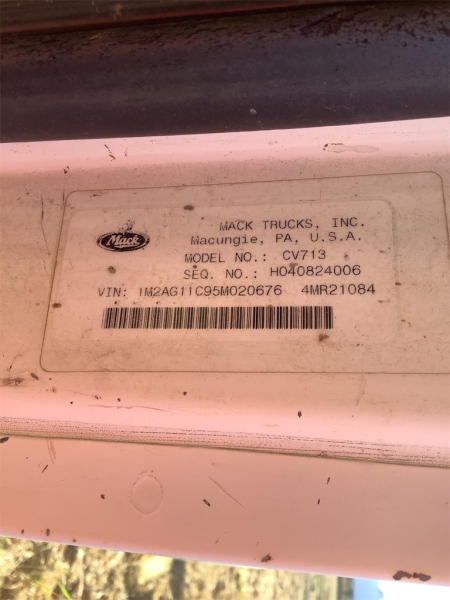 Mack
MACK TRUCKS, INC.
Macungie, PA, U.S.A.
MODEL NO.: CV713
SEQ. NO.: H040824006
VIN: 1M2AG11C95M020676 4MR21084